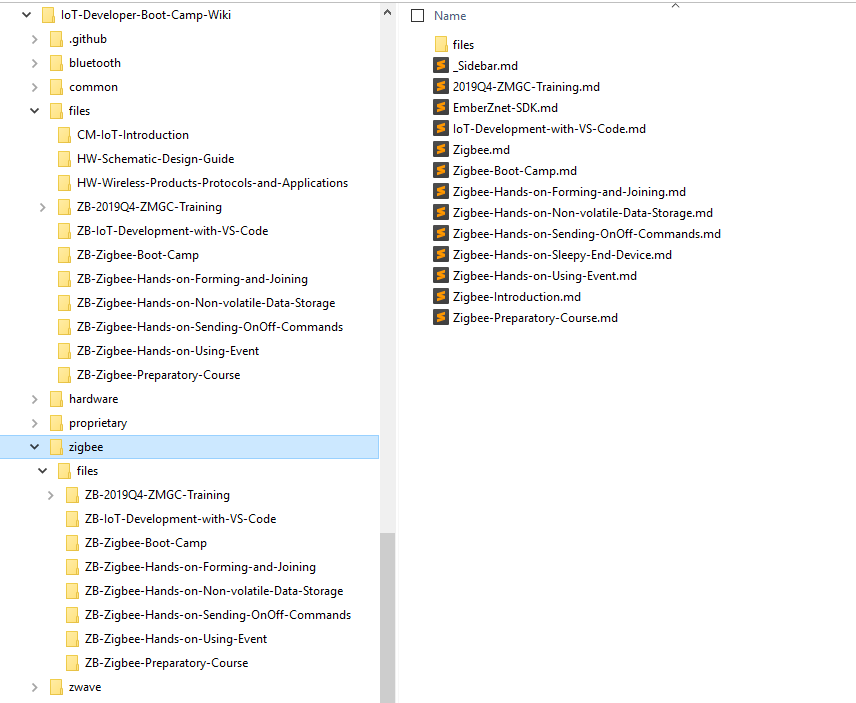 IoT-Developer-Boot-Camp-Wiki
.github
bluetooth
common
files
CM-IoT-Introduction
HW-Schematic-Design-Guide
HW-Wireless-Products-Protocols-and-Applications
ZB-2019Q4-ZMGC-Training
ZB-IoT-Development-with-VS-Code
ZB-Zigbee-Boot-Camp
ZB-Zigbee-Hands-on-Forming-and-Joining
ZB-Zigbee-Hands-on-Non-volatile-Data-Storage
ZB-Zigbee-Hands-on-Sending-OnOff-Commands
ZB-Zigbee-Hands-on-Using-Event
ZB-Zigbee-Preparatory-Course
hardware
proprietary
zigbee
files
ZB-2019Q4-ZMGC-Training
ZB-IoT-Development-with-VS-Code
ZB-Zigbee-Boot-Camp
ZB-Zigbee-Hands-on-Forming-and-Joining
ZB-Zigbee-Hands-on-Non-volatile-Data-Storage
ZB-Zigbee-Hands-on-Sending-OnOff-Commands
ZB-Zigbee-Hands-on-Using-Event
ZB-Zigbee-Preparatory-Course
zwave
Name
files
_Sidebar.md
2019Q4-ZMGC-Training.md
EmberZnet-SDK.md
IoT-Development-with-VS-Code.md
Zigbee.md
Zigbee-Boot-Camp.md
Zigbee-Hands-on-Forming-and-Joining.md
Zigbee-Hands-on-Non-volatile-Data-Storage.md
Zigbee-Hands-on-Sending-OnOff-Commands.md
Zigbee-Hands-on-Sleepy-End-Device.md
Zigbee-Hands-on-Using-Event.md
Zigbee-Introduction.md
Zigbee-Preparatory-Course.md